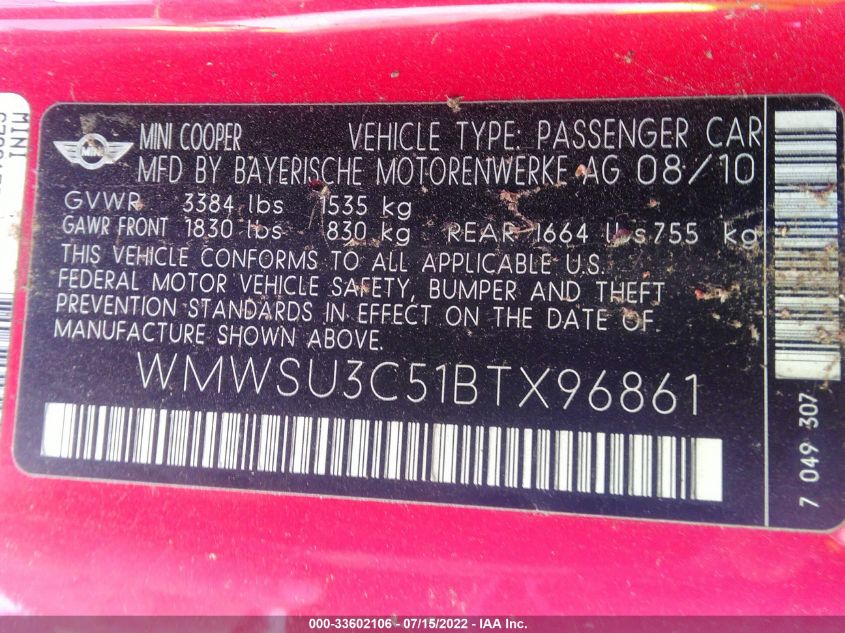 MINI COOPER VEHICLE TYPE: PASSENGER CAR
MFD BY BAYERISCHE MOTORENWERKE AG 08/10
GVWR 3384 lbs 1535 kg
GAWR FRONT 1830 lbs 830 kg REAR 1664 lbs 755 kg
THIS VEHICLE CONFORMS TO ALL APPLICABLE U.S.
FEDERAL MOTOR VEHICLE SAFETY, BUMPER AND THEFT
PREVENTION STANDARDS IN EFFECT ON THE DATE OF
MANUFACTURE SHOWN ABOVE.
WMWSU3C51BTX96861
7 049 307
MINI
MINI
000-33602106 - 07/15/2022 - IAA Inc.